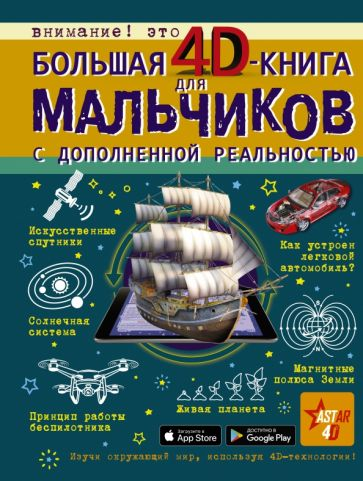 внимание! это
БОЛЬШАЯ 4D-КНИГА
для
МАЛЬЧИКОВ
С ДОПОЛНЕННОЙ РЕАЛЬНОСТЬЮ
Искусственные
спутники
Как устроен
легковой
автомобиль?
Солнечная
система
Магнитные
полюса Земли
Принцип работы
беспилотника
Живая планета
Загрузите в
App Store
ДОСТУПНО В
Google Play
ASTAR
4D
Изучи окружающий мир, используя 4D-технологии!